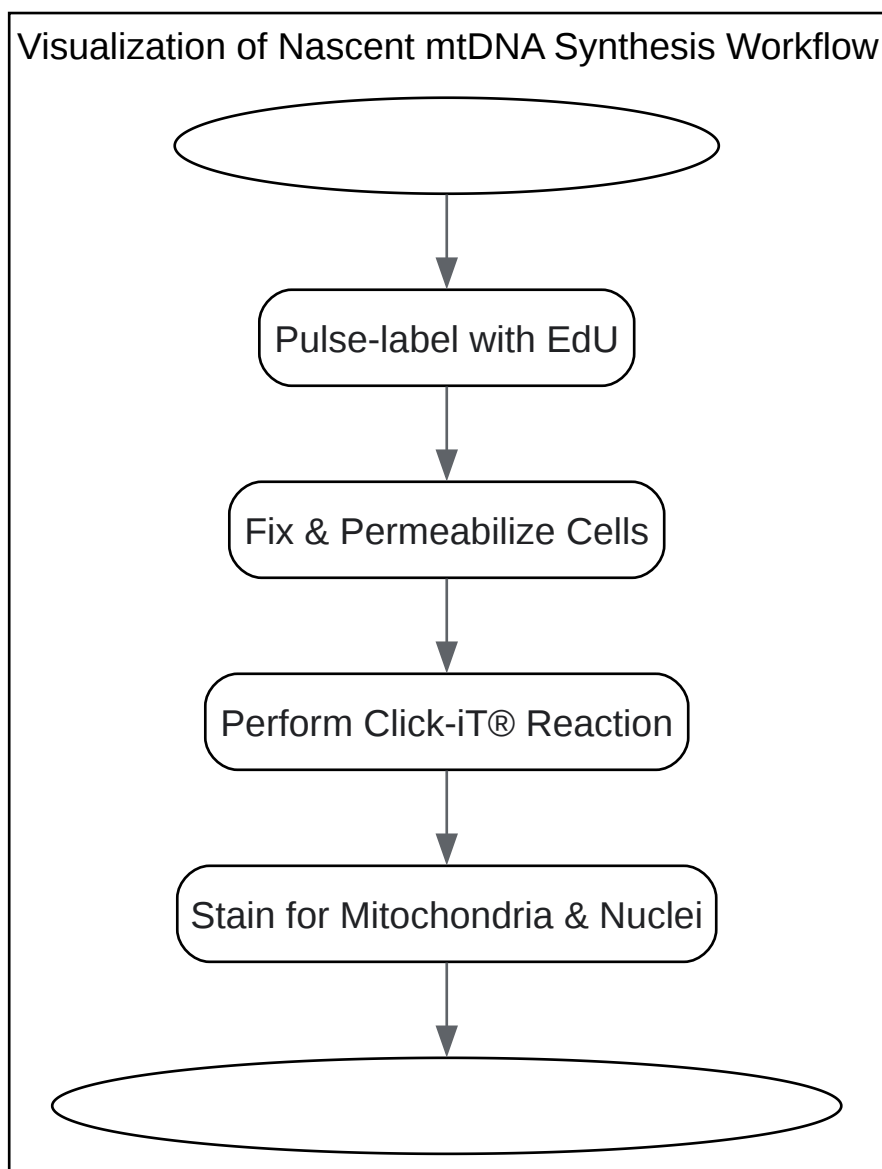 Visualization of Nascent mtDNA Synthesis Workflow
Pulse-label with EdU
Fix & Permeabilize Cells
Perform Click-iT® Reaction
Stain for Mitochondria & Nuclei